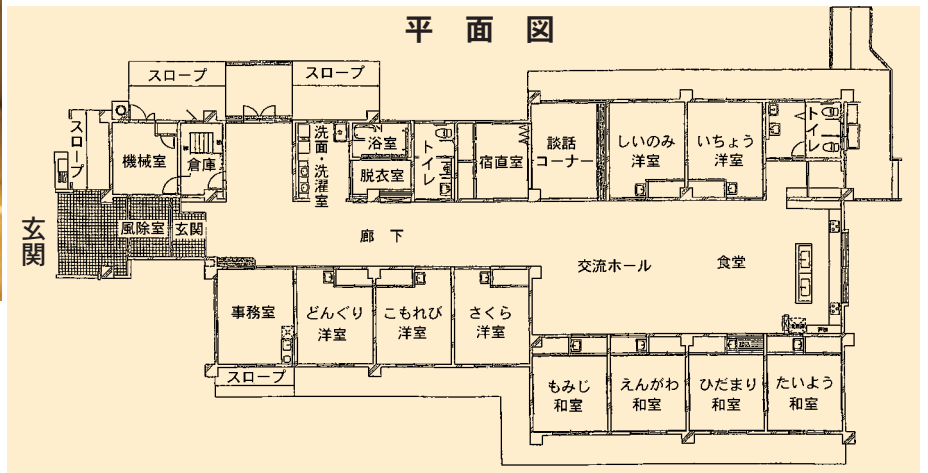 平面図
スロープ
スロープ
スロープ
機械室
倉庫
洗面・洗濯室
浴室
脱衣室
トイレ
宿直室
談話
コーナー
しいのみ
洋室
いちょう
洋室
トイレ
玄関
風除室
玄関
廊下
交流ホール
食堂
事務室
どんぐり
洋室
こもれび
洋室
さくら
洋室
スロープ
もみじ
和室
えんがわ
和室
ひだまり
和室
たいよう
和室